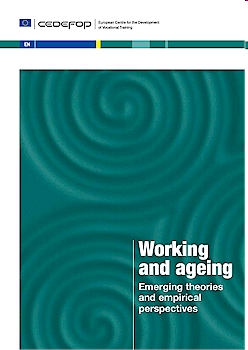 CEDEFOP
European Centre for the Development
of Vocational Training
EN
Working
and ageing
Emerging theories
and empirical
perspectives